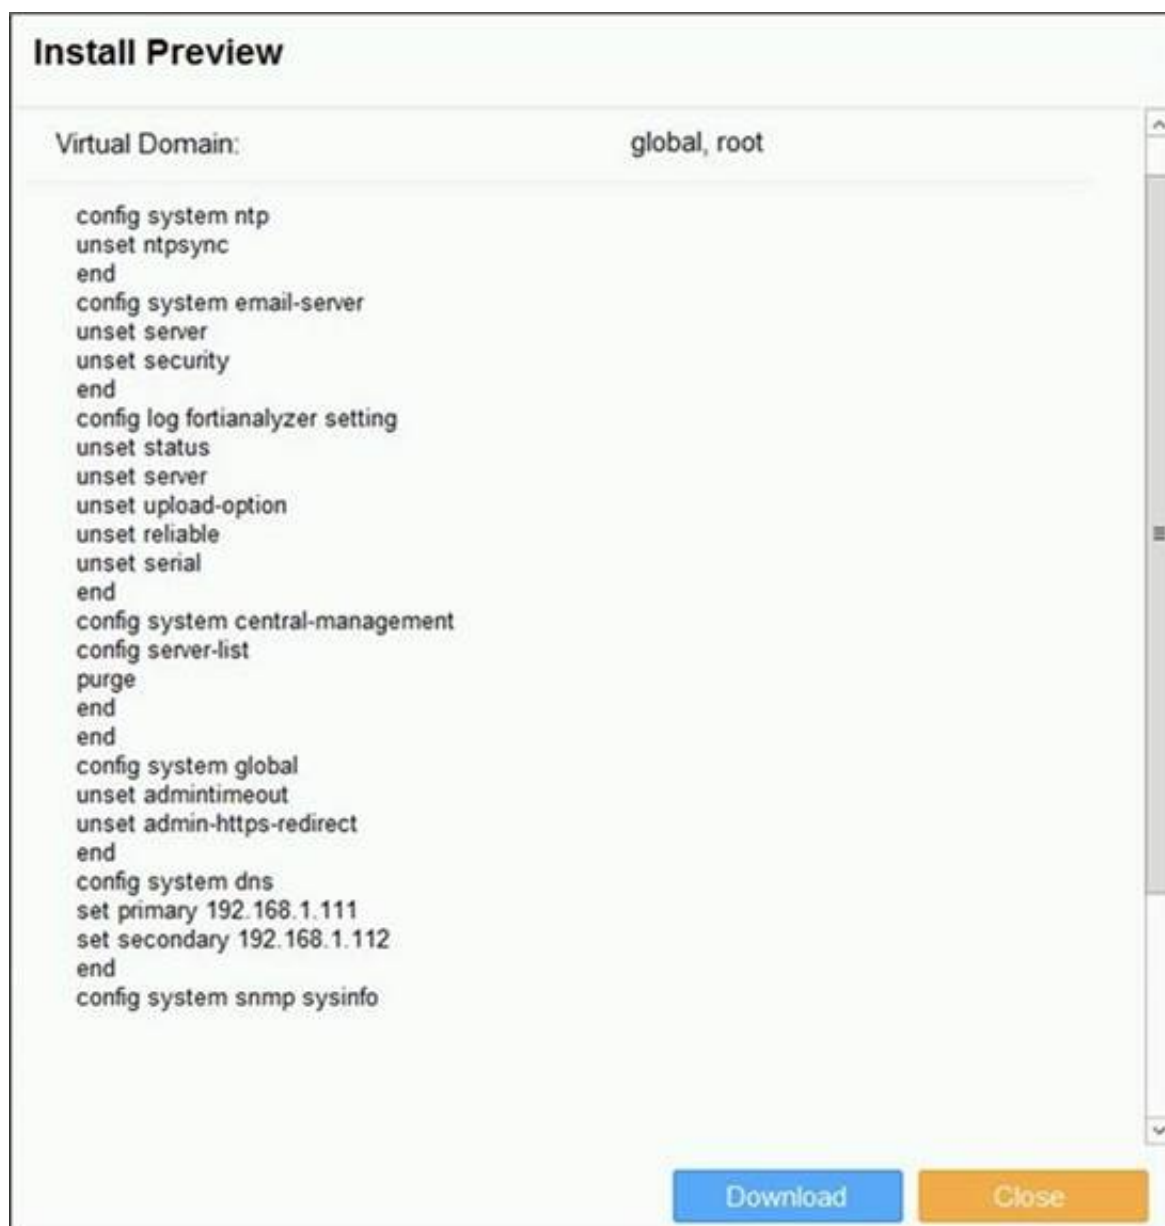 Install Preview
Virtual Domain: global, root
config system ntp
unset ntpsync
end
config system email-server
unset server
unset security
end
config log fortianalyzer setting
unset status
unset server
unset upload-option
unset reliable
unset serial
end
config system central-management
config server-list
purge
end
end
config system global
unset admintimeout
unset admin-https-redirect
end
config system dns
set primary 192.168.1.111
set secondary 192.168.1.112
end
config system snmp sysinfo
Download Close